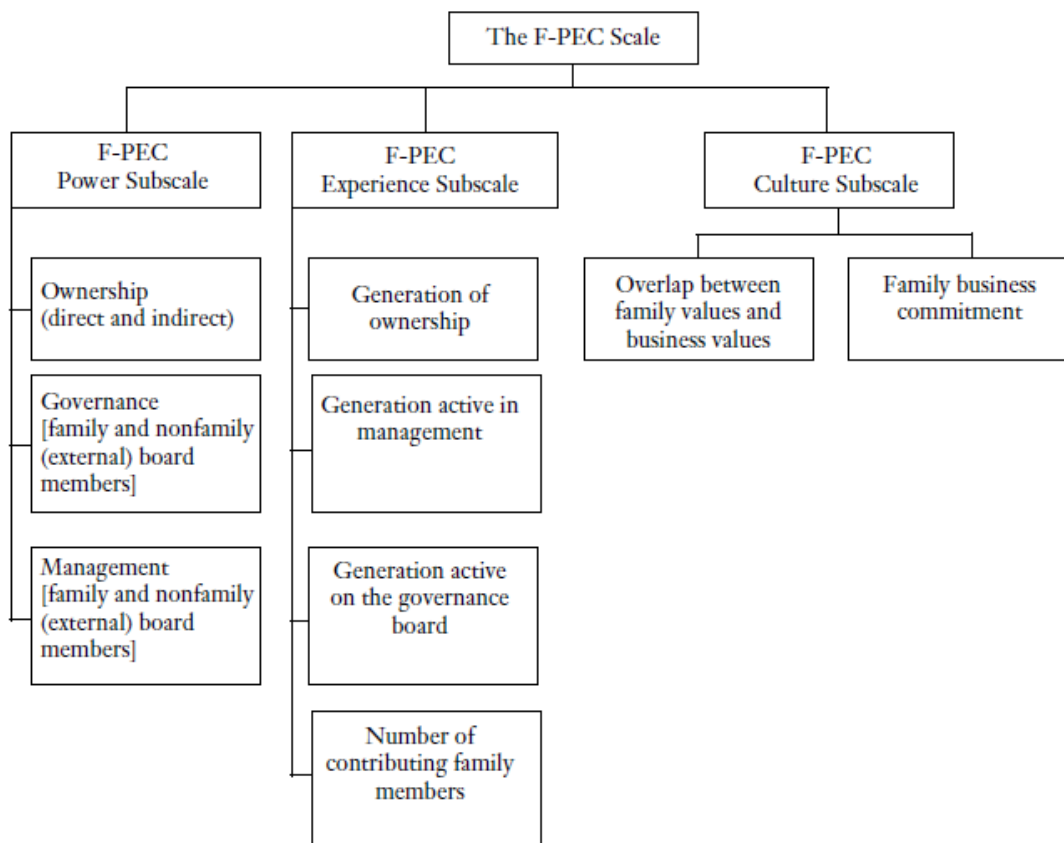 The F-PEC Scale
F-PEC
Power Subscale
F-PEC
Experience Subscale
F-PEC
Culture Subscale
Ownership
(direct and indirect)
Governance
[family and nonfamily
(external) board
members]
Management
[family and nonfamily
(external) board
members]
Generation of
ownership
Generation active in
management
Generation active
on the governance
board
Number of
contributing family
members
Overlap between
family values and
business values
Family business
commitment